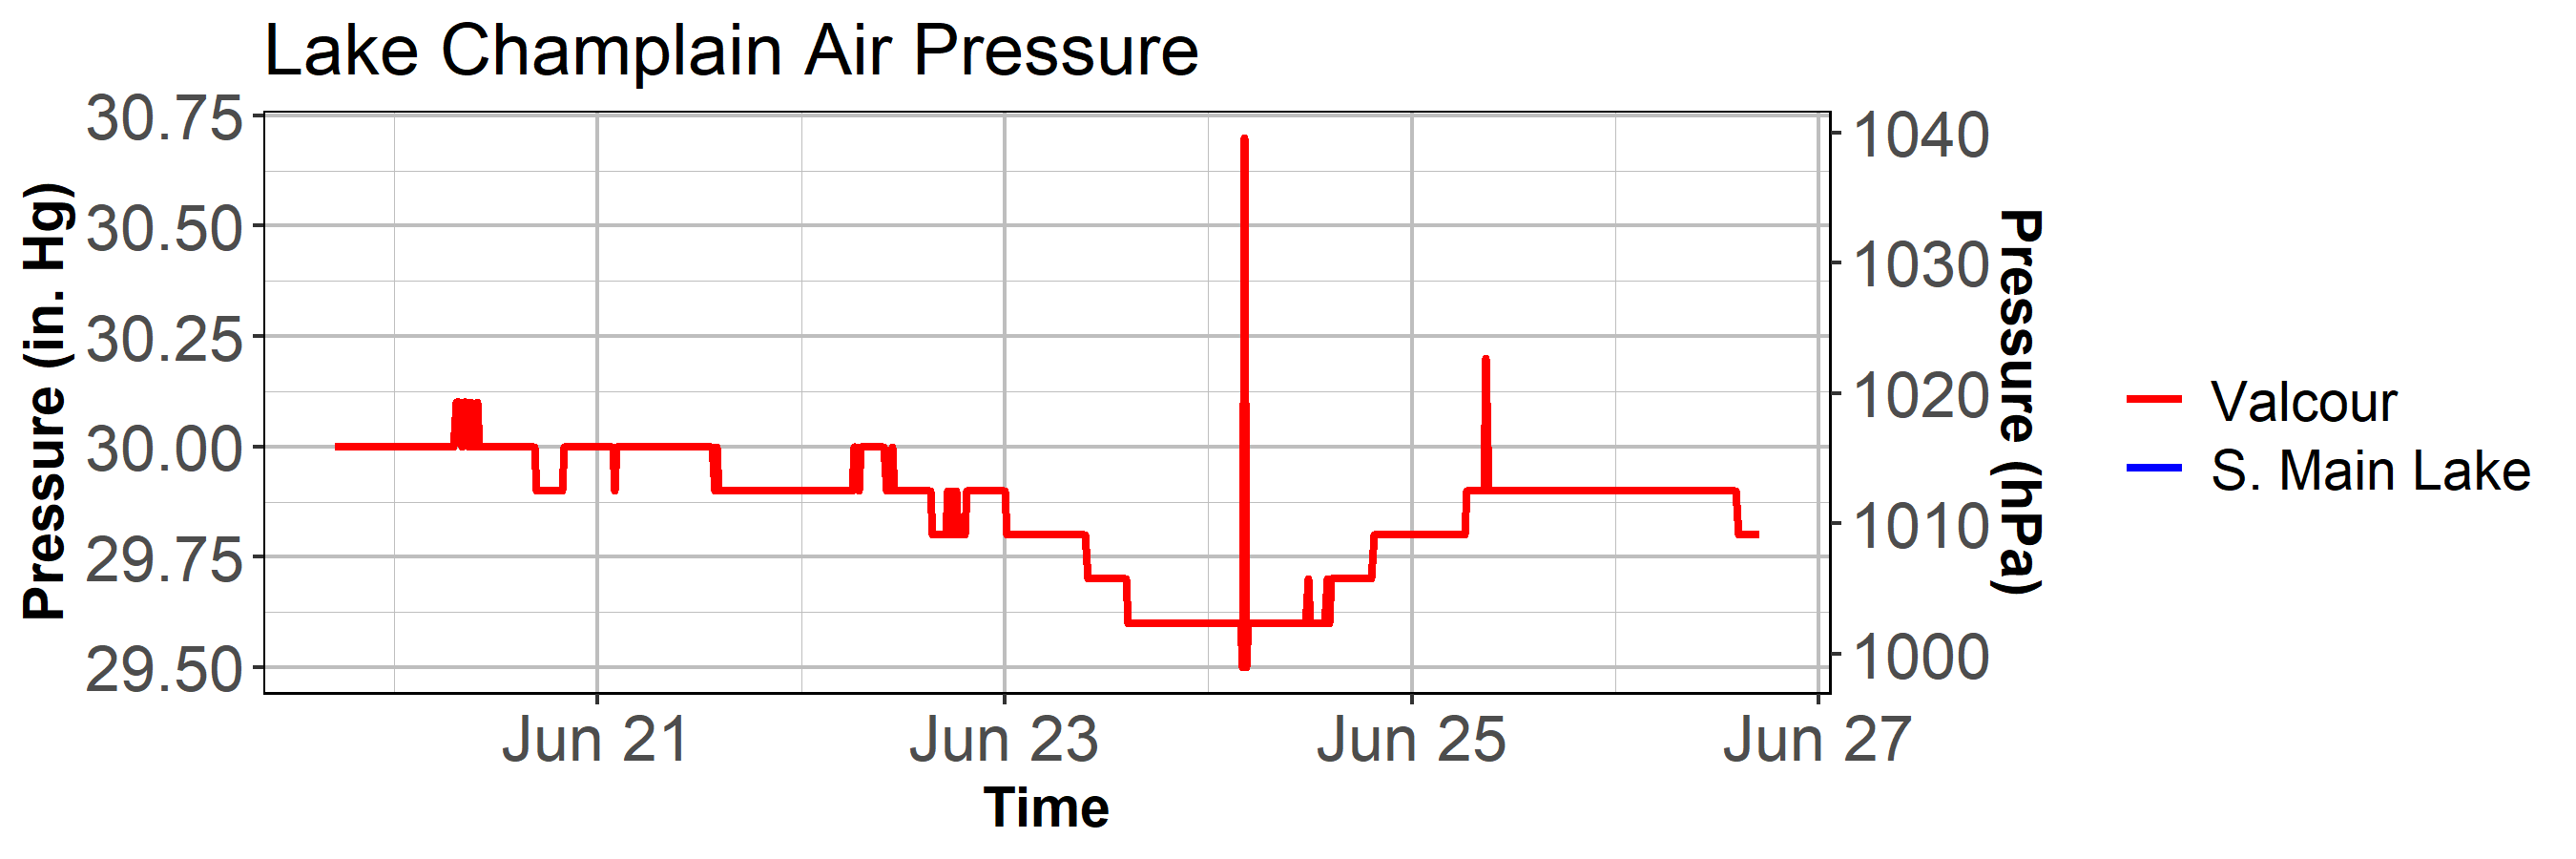 Lake Champlain Air Pressure
Pressure (in. Hg)
30.75
30.50
30.25
30.00
29.75
29.50
1040
1030
1020
1010
1000
Pressure (hPa)
Jun 21
Jun 23
Jun 25
Jun 27
Time
Valcour
S. Main Lake